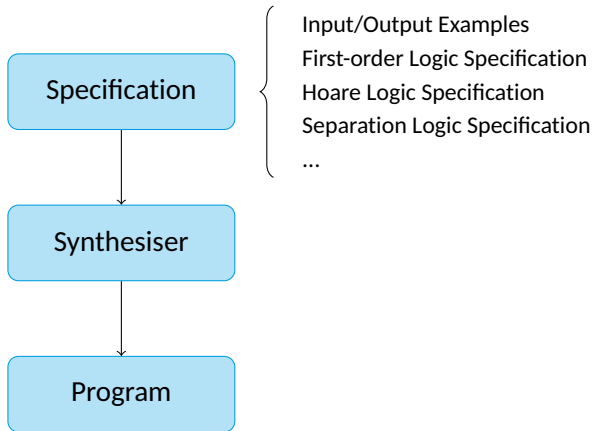 Input/Output Examples
First-order Logic Specification
Specification
Hoare Logic Specification
Separation Logic Specification
...
Synthesiser
Program